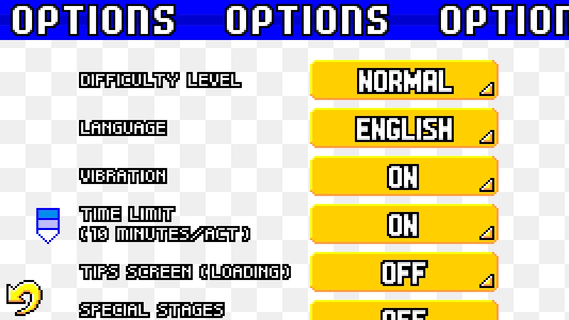 OPTIONS OPTIONS OPTION
DIFFICULTY LEVEL NORMAL
LANGUAGE ENGLISH
VIBRATION ON
TIME LIMIT
(10 MINUTES/ACT) ON
TIPS SCREEN (LOADING) OFF
SPECIAL STAGES OFF